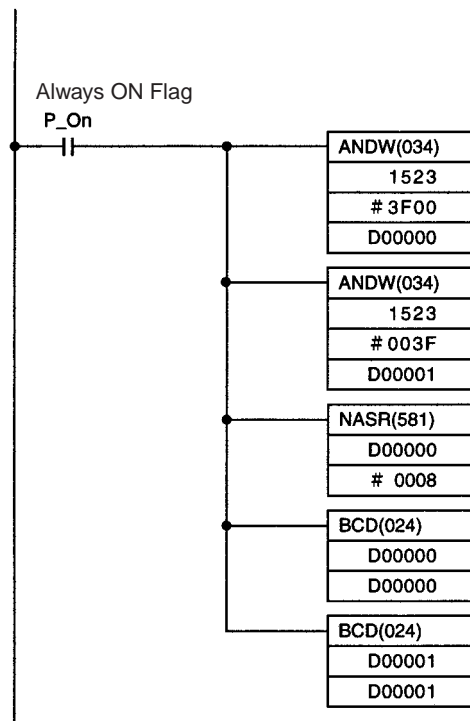 Always ON Flag
P_On
ANDW(034)
1523
#3F00
D00000
ANDW(034)
1523
#003F
D00001
NASR(581)
D00000
# 0008
BCD(024)
D00000
D00000
BCD(024)
D00001
D00001